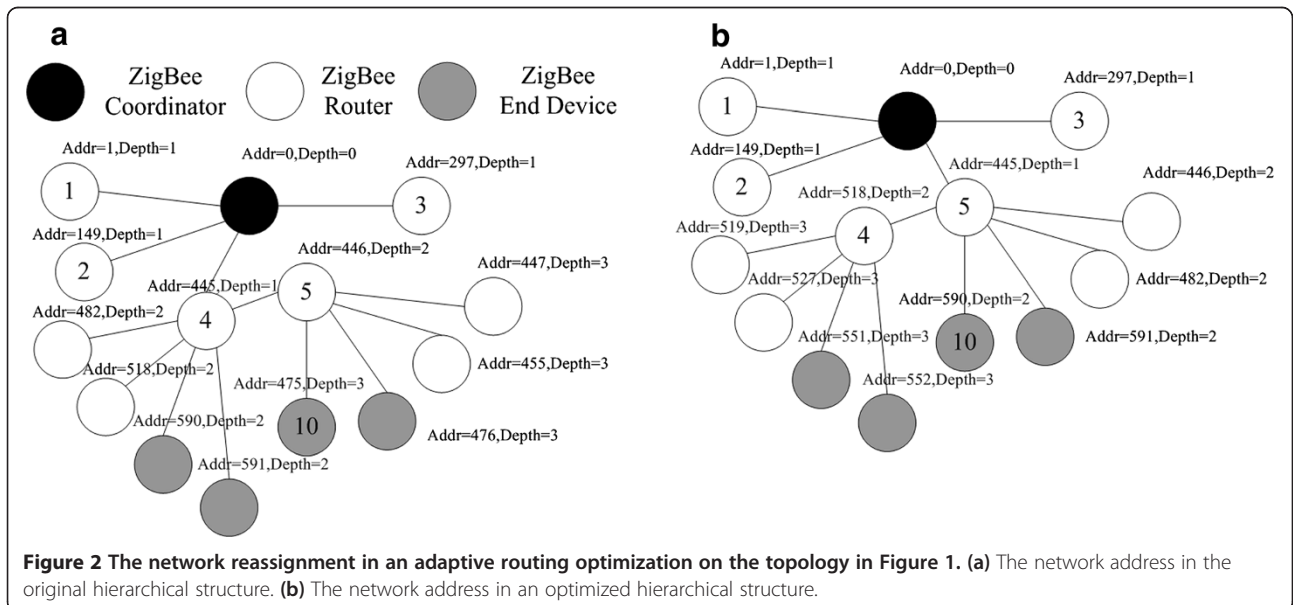 a
ZigBee Coordinator
ZigBee Router
ZigBee End Device
Addr=1,Depth=1
Addr=0,Depth=0
Addr=297,Depth=1
1
3
Addr=149,Depth=1
2
Addr=446,Depth=2
Addr=447,Depth=3
Addr=445,Depth=1
5
Addr=482,Depth=2
4
Addr=518,Depth=2
Addr=455,Depth=3
Addr=475,Depth=3
Addr=590,Depth=2
10
Addr=476,Depth=3
Addr=591,Depth=2
b
Addr=1,Depth=1
Addr=0,Depth=0
Addr=297,Depth=1
1
3
Addr=149,Depth=1
2
Addr=445,Depth=1
Addr=446,Depth=2
Addr=518,Depth=2
5
Addr=519,Depth=3
4
Addr=527,Depth=3
Addr=482,Depth=2
Addr=590,Depth=2
Addr=551,Depth=3
10
Addr=591,Depth=2
Addr=552,Depth=3
Figure 2 The network reassignment in an adaptive routing optimization on the topology in Figure 1. (a) The network address in the
original hierarchical structure. (b) The network address in an optimized hierarchical structure.